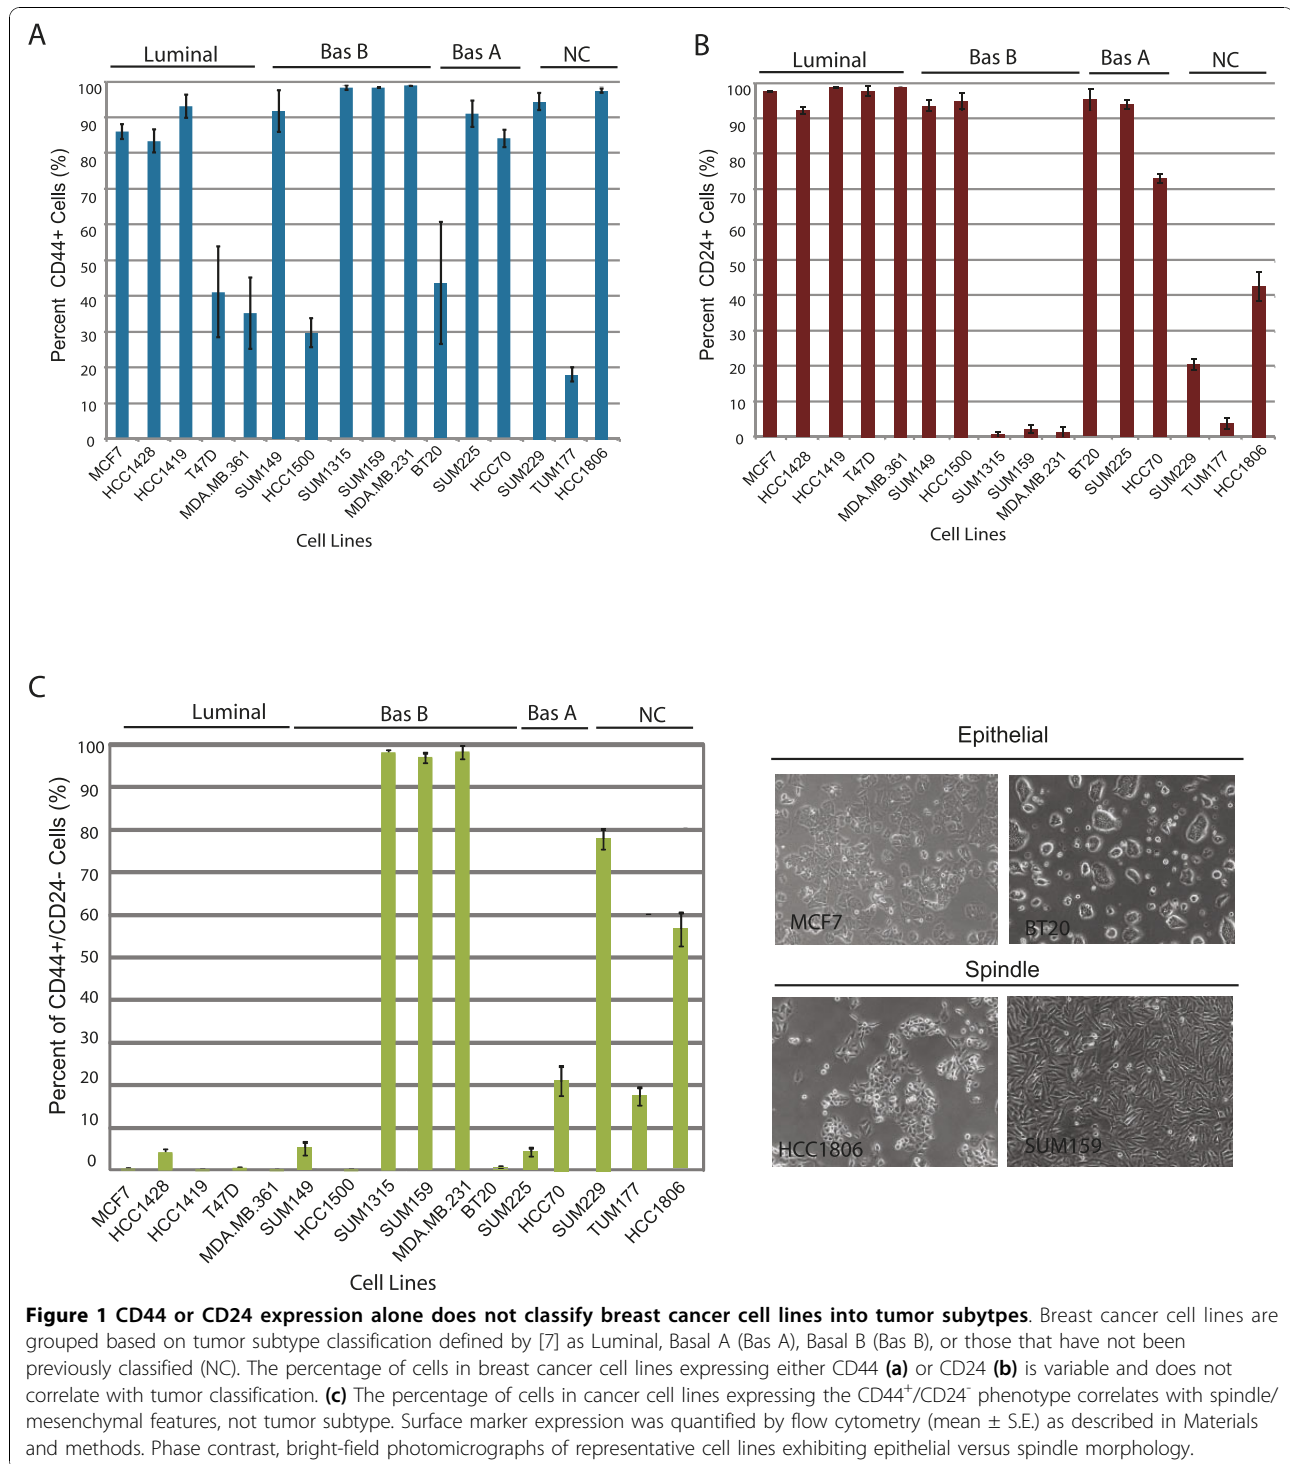 A
Luminal
Bas B
Bas A
NC
100
90
80
70
60
50
40
30
20
10
0
Percent CD44+ Cells (%)
MCF7
HCC1428
HCC1419
T47D
MDA.MB.361
SUM149
HCC1500
SUM1315
SUM159
MDA.MB.231
BT20
SUM225
HCC70
SUM229
TUM177
HCC1806
Cell Lines
B
Luminal
Bas B
Bas A
NC
100
90
80
70
60
50
40
30
20
10
0
Percent CD24+ Cells (%)
MCF7
HCC1428
HCC1419
T47D
MDA.MB.361
SUM149
HCC1500
SUM1315
SUM159
MDA.MB.231
BT20
SUM225
HCC70
SUM229
TUM177
HCC1806
Cell Lines
C
Luminal
Bas B
Bas A
NC
100
90
80
70
60
50
40
30
20
10
0
Percent of CD44+/CD24- Cells (%)
MCF7
HCC1428
HCC1419
T47D
MDA.MB.361
SUM149
HCC1500
SUM1315
SUM159
MDA.MB.231
BT20
SUM225
HCC70
SUM229
TUM177
HCC1806
Cell Lines
Epithelial
MCF7
BT20
Spindle
HCC1806
SUM159
Figure 1 CD44 or CD24 expression alone does not classify breast cancer cell lines into tumor subytpes. Breast cancer cell lines are
grouped based on tumor subtype classification defined by [7] as Luminal, Basal A (Bas A), Basal B (Bas B), or those that have not been
previously classified (NC). The percentage of cells in breast cancer cell lines expressing either CD44 (a) or CD24 (b) is variable and does not
correlate with tumor classification. (c) The percentage of cells in cancer cell lines expressing the CD44⁺/CD24⁻ phenotype correlates with spindle/
mesenchymal features, not tumor subtype. Surface marker expression was quantified by flow cytometry (mean ± S.E.) as described in Materials
and methods. Phase contrast, bright-field photomicrographs of representative cell lines exhibiting epithelial versus spindle morphology.